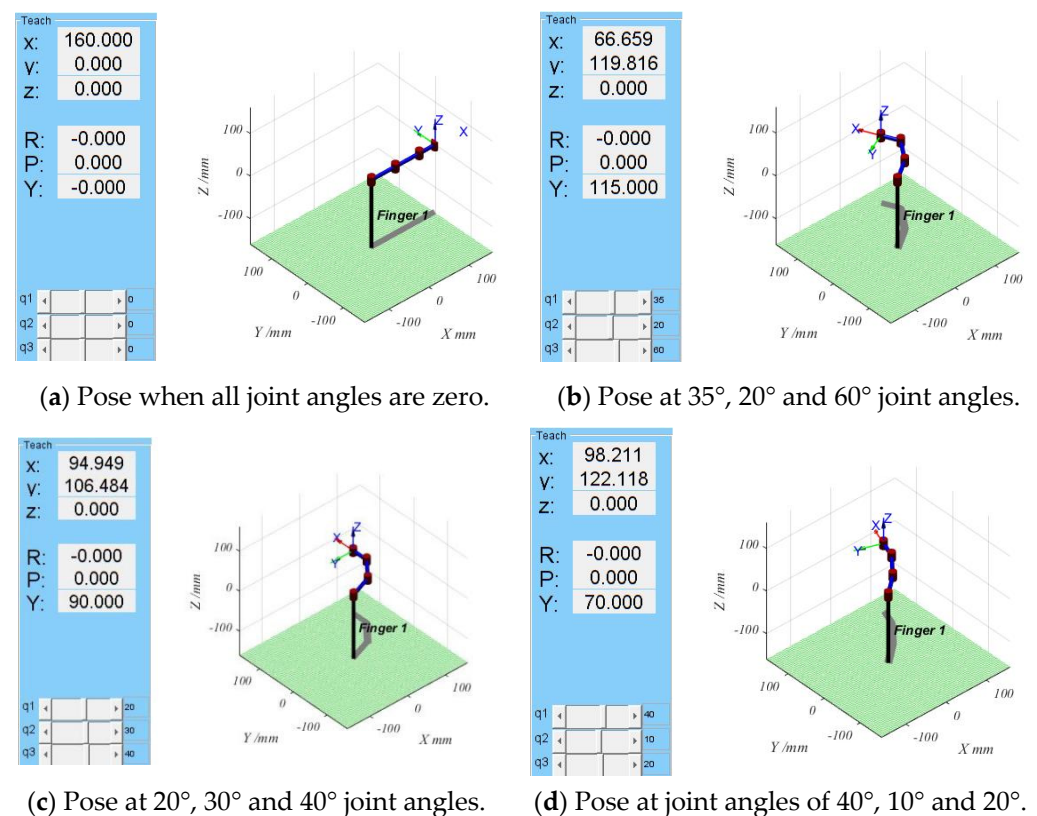 Teach
x: 160.000
y: 0.000
z: 0.000
R: -0.000
P: 0.000
Y: -0.000
q1 0
q2 0
q3 0
Z /mm
100
0
-100
Y
Z
X
Finger 1
100
0
-100
Y /mm
100
0
-100
X mm
(a) Pose when all joint angles are zero.
Teach
x: 66.659
y: 119.816
z: 0.000
R: -0.000
P: 0.000
Y: 115.000
q1 35
q2 20
q3 60
Z /mm
100
0
-100
X
Z
Y
Finger 1
100
0
-100
Y /mm
100
0
-100
X mm
(b) Pose at 35°, 20° and 60° joint angles.
Teach
x: 94.949
y: 106.484
z: 0.000
R: -0.000
P: 0.000
Y: 90.000
q1 20
q2 30
q3 40
Z /mm
100
0
-100
X
Z
Y
Finger 1
100
0
-100
Y /mm
100
0
-100
X mm
(c) Pose at 20°, 30° and 40° joint angles.
Teach
x: 98.211
y: 122.118
z: 0.000
R: -0.000
P: 0.000
Y: 70.000
q1 40
q2 10
q3 20
Z /mm
100
0
-100
X
Z
Y
Finger 1
100
0
-100
Y /mm
100
0
-100
X mm
(d) Pose at joint angles of 40°, 10° and 20°.